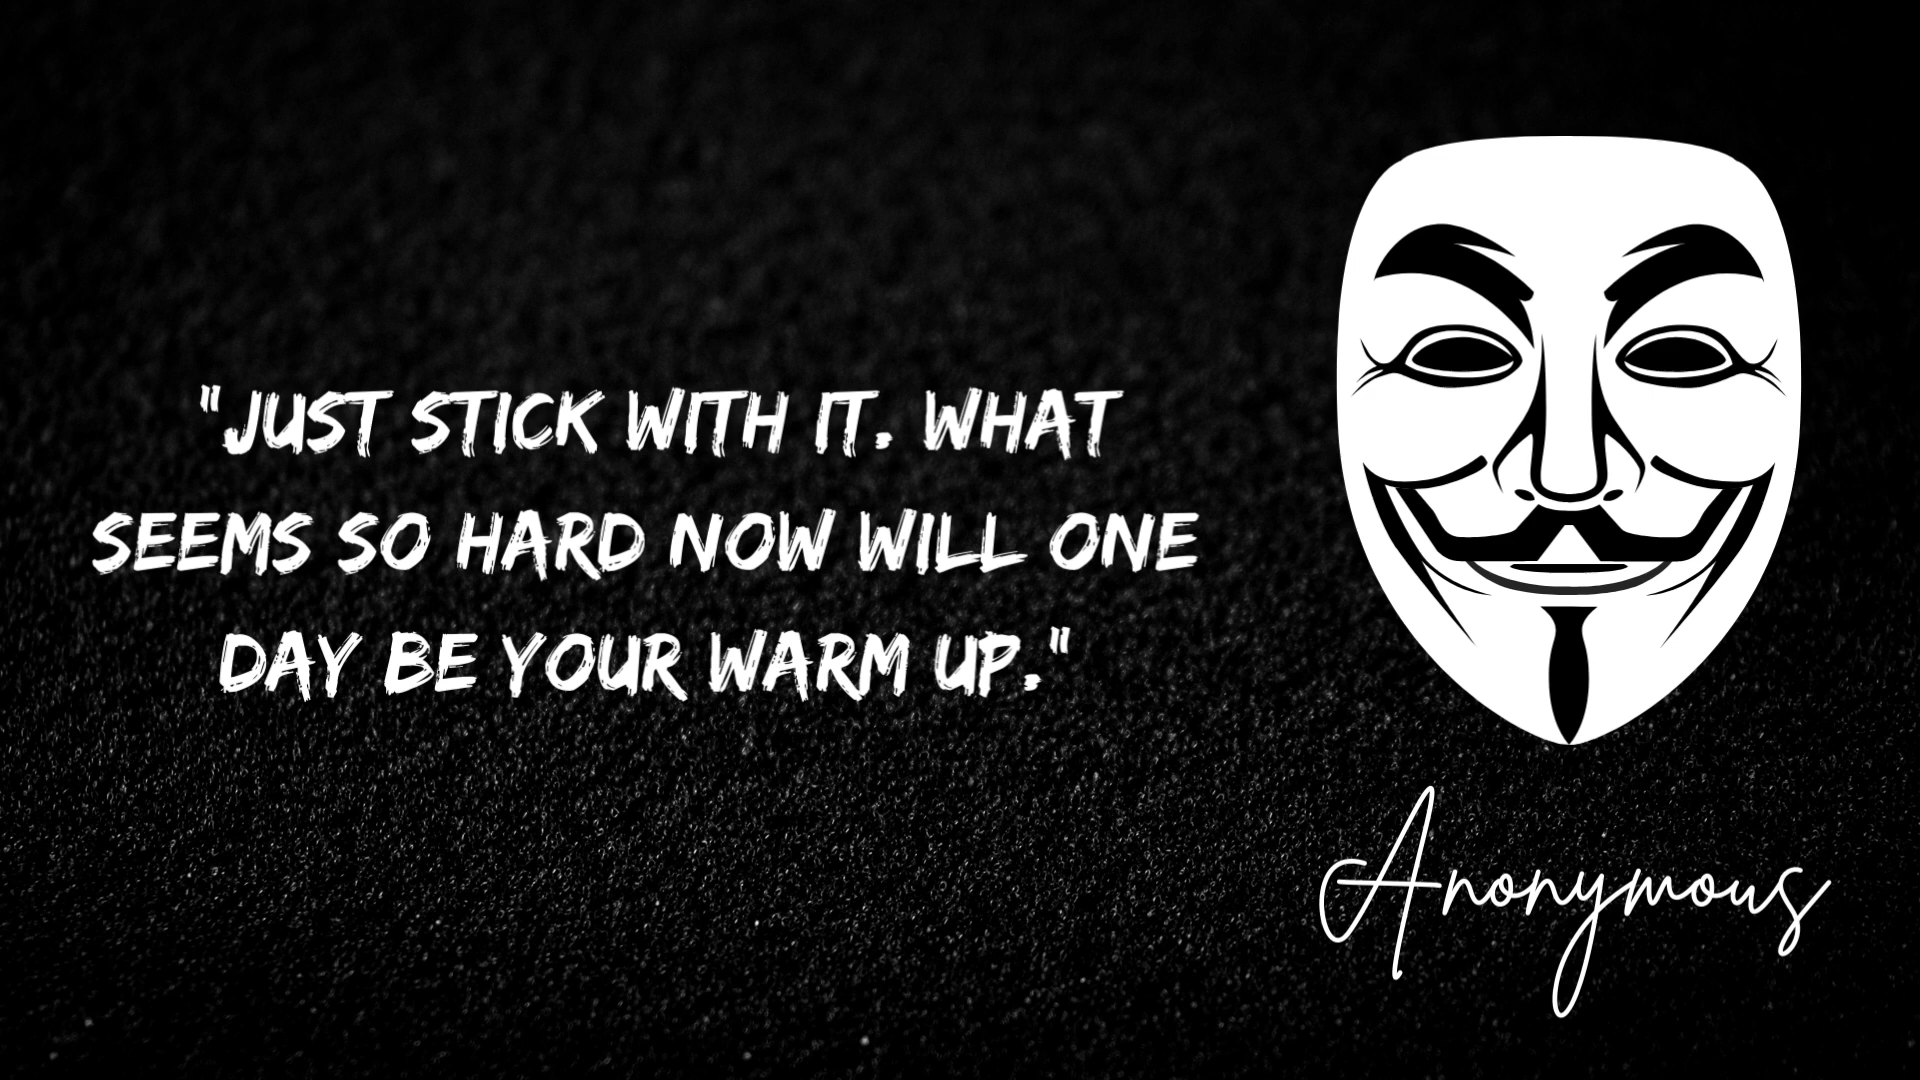 "JUST STICK WITH IT. WHAT
SEEMS SO HARD NOW WILL ONE
DAY BE YOUR WARM UP."
Anonymous